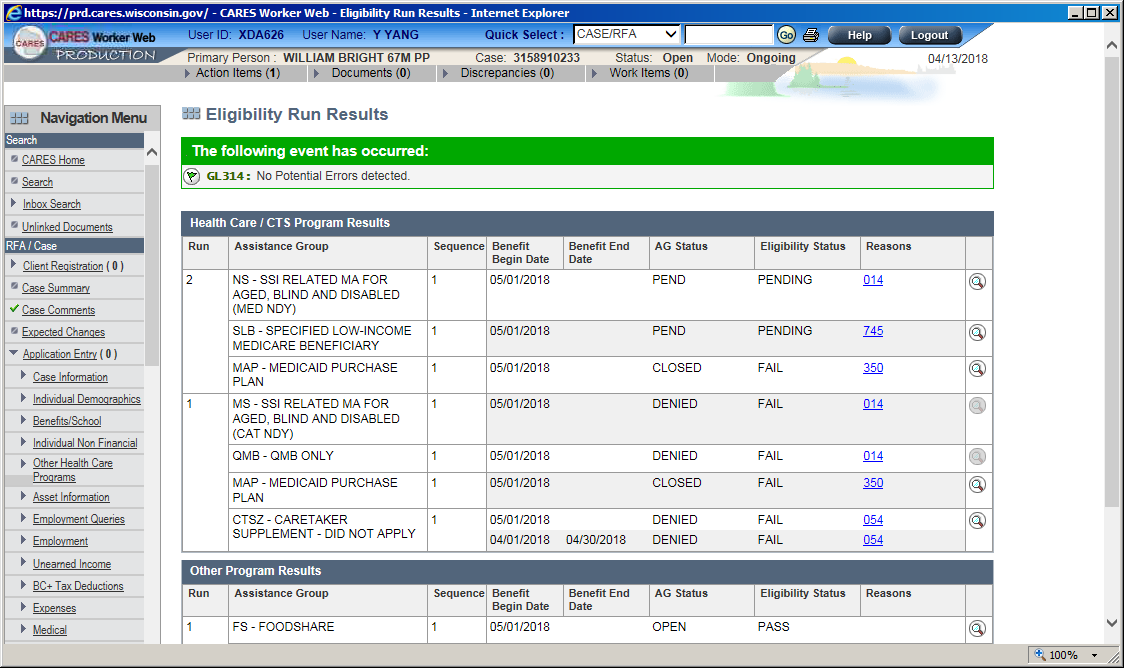 https://prd.cares.wisconsin.gov/ - CARES Worker Web - Eligibility Run Results - Internet Explorer
CARES
CARES Worker Web
PRODUCTION
User ID: XDA626 User Name: Y YANG Quick Select : CASE/RFA Go Help Logout
Primary Person : WILLIAM BRIGHT 67M PP Case: 3158910233 Status: Open Mode: Ongoing 04/13/2018
Action Items (1) Documents (0) Discrepancies (0) Work Items (0)
Navigation Menu
Search
CARES Home
Search
Inbox Search
Unlinked Documents
RFA / Case
Client Registration ( 0 )
Case Summary
Case Comments
Expected Changes
Application Entry ( 0 )
Case Information
Individual Demographics
Benefits/School
Individual Non Financial
Other Health Care
Programs
Asset Information
Employment Queries
Employment
Unearned Income
BC+ Tax Deductions
Expenses
Medical
Eligibility Run Results
The following event has occurred:
GL314 : No Potential Errors detected.
Health Care / CTS Program Results
Run Assistance Group Sequence Benefit Begin Date Benefit End Date AG Status Eligibility Status Reasons
2 NS - SSI RELATED MA FOR 1 05/01/2018 PEND PENDING 014
AGED, BLIND AND DISABLED
(MED NDY)
SLB - SPECIFIED LOW-INCOME 1 05/01/2018 PEND PENDING 745
MEDICARE BENEFICIARY
MAP - MEDICAID PURCHASE 1 05/01/2018 CLOSED FAIL 350
PLAN
1 MS - SSI RELATED MA FOR 1 05/01/2018 DENIED FAIL 014
AGED, BLIND AND DISABLED
(CAT NDY)
QMB - QMB ONLY 1 05/01/2018 DENIED FAIL 014
MAP - MEDICAID PURCHASE 1 05/01/2018 CLOSED FAIL 350
PLAN
CTSZ - CARETAKER 1 05/01/2018 DENIED FAIL 054
SUPPLEMENT - DID NOT APPLY
04/01/2018 04/30/2018 DENIED FAIL 054
Other Program Results
Run Assistance Group Sequence Benefit Begin Date Benefit End Date AG Status Eligibility Status Reasons
1 FS - FOODSHARE 1 05/01/2018 OPEN PASS
100%